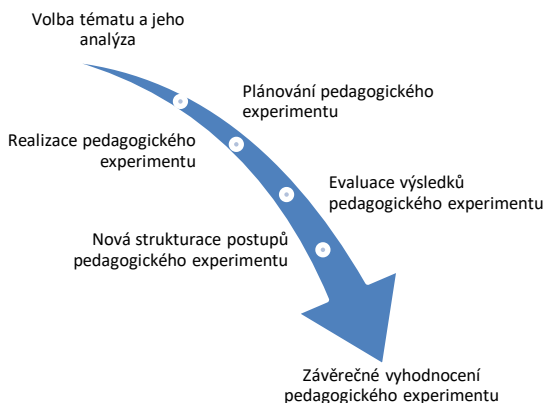 Volba tématu a jeho
analýza
Plánování pedagogického
experimentu
Realizace pedagogického
experimentu
Evaluace výsledků
pedagogického experimentu
Nová strukturace postupů
pedagogického experimentu
Závěrečné vyhodnocení
pedagogického experimentu